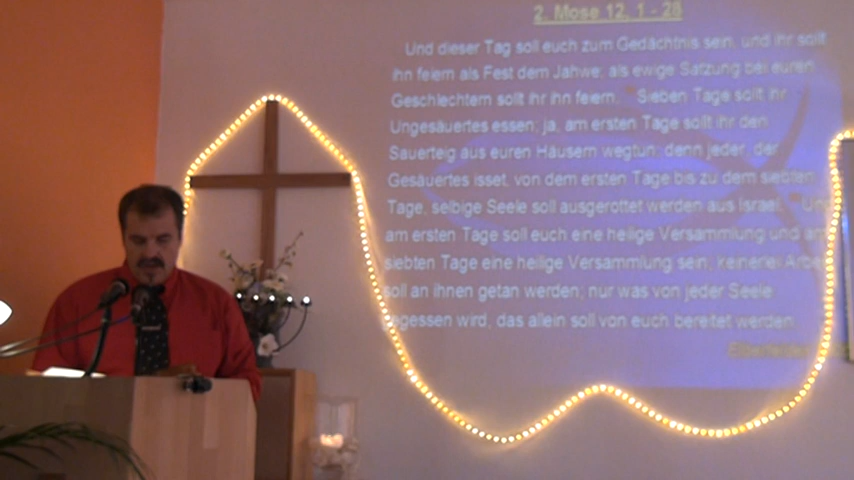 2. Mose 12, 1 - 28
Und dieser Tag soll euch zum Gedächtnis sein, und ihr sollt
ihn feiern als Fest dem Jahwe; als ewige Satzung bei euren
Geschlechtern sollt ihr ihn feiern. Sieben Tage sollt ihr
Ungesäuertes essen; ja, am ersten Tage sollt ihr den
Sauerteig aus euren Häusern wegtun; denn jeder, der
Gesäuertes isset, von dem ersten Tage bis zu dem siebten
Tage, selbige Seele soll ausgerottet werden aus Israel. Und
am ersten Tage soll euch eine heilige Versammlung und am
siebten Tage eine heilige Versammlung sein; keinerlei Arbeit
soll an ihnen getan werden; nur was von jeder Seele
gegessen wird, das allein soll von euch bereitet werden.
Elberfelder